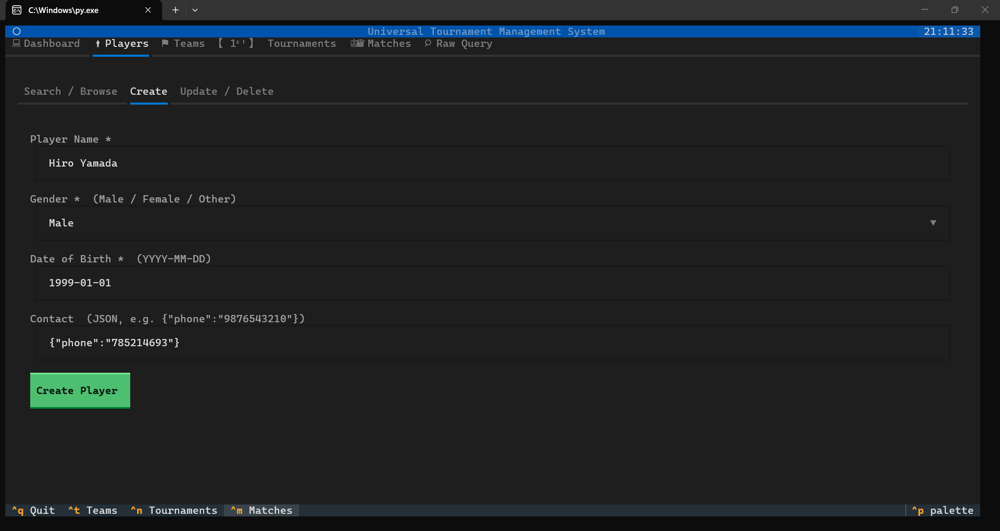 C:\Windows\py.exe
Universal Tournament Management System 21:11:33
Dashboard Players Teams 【 1ˢᵗ】 Tournaments Matches Raw Query
Search / Browse Create Update / Delete
Player Name *
Hiro Yamada
Gender * (Male / Female / Other)
Male
Date of Birth * (YYYY-MM-DD)
1999-01-01
Contact (JSON, e.g. {"phone":"9876543210"})
{"phone":"785214693"}
Create Player
^q Quit ^t Teams ^n Tournaments ^m Matches ^p palette